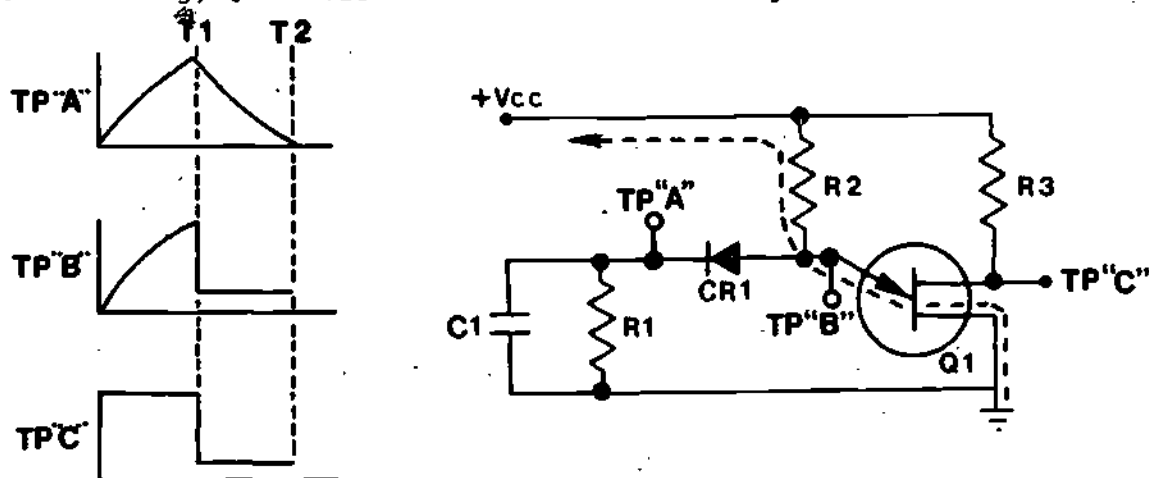 T1 T2
TP"A"
TP"B"
TP"C"
+Vcc
R2
R3
TP"A"
CR1
TP"B"
TP"C"
C1
R1
Q1